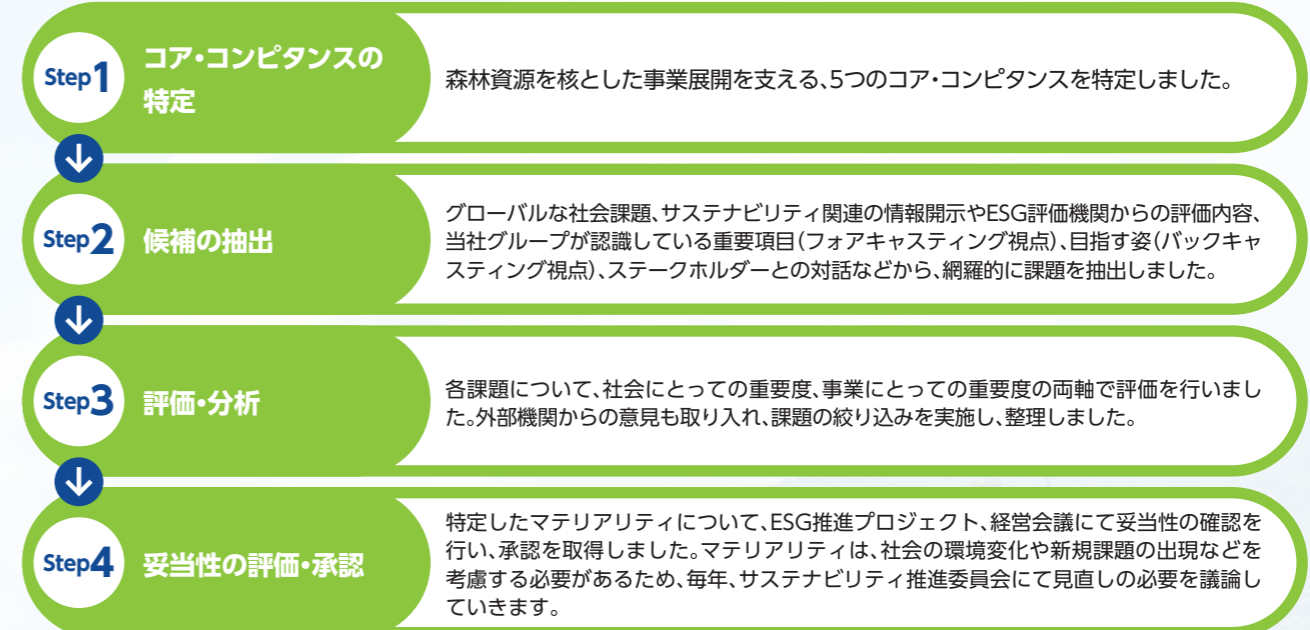 Step1
コア・コンピタンスの
特定
森林資源を核とした事業展開を支える、5つのコア・コンピタンスを特定しました。
Step2
候補の抽出
グローバルな社会課題、サステナビリティ関連の情報開示やESG評価機関からの評価内容、
当社グループが認識している重要項目(フォアキャスティング視点)、目指す姿(バックキャ
スティング視点)、ステークホルダーとの対話などから、網羅的に課題を抽出しました。
Step3
評価・分析
各課題について、社会にとっての重要度、事業にとっての重要度の両軸で評価を行いまし
た。外部機関からの意見も取り入れ、課題の絞り込みを実施し、整理しました。
Step4
妥当性の評価・承認
特定したマテリアリティについて、ESG推進プロジェクト、経営会議にて妥当性の確認を
行い、承認を取得しました。マテリアリティは、社会の環境変化や新規課題の出現などを
考慮する必要があるため、毎年、サステナビリティ推進委員会にて見直しの必要を議論し
ていきます。